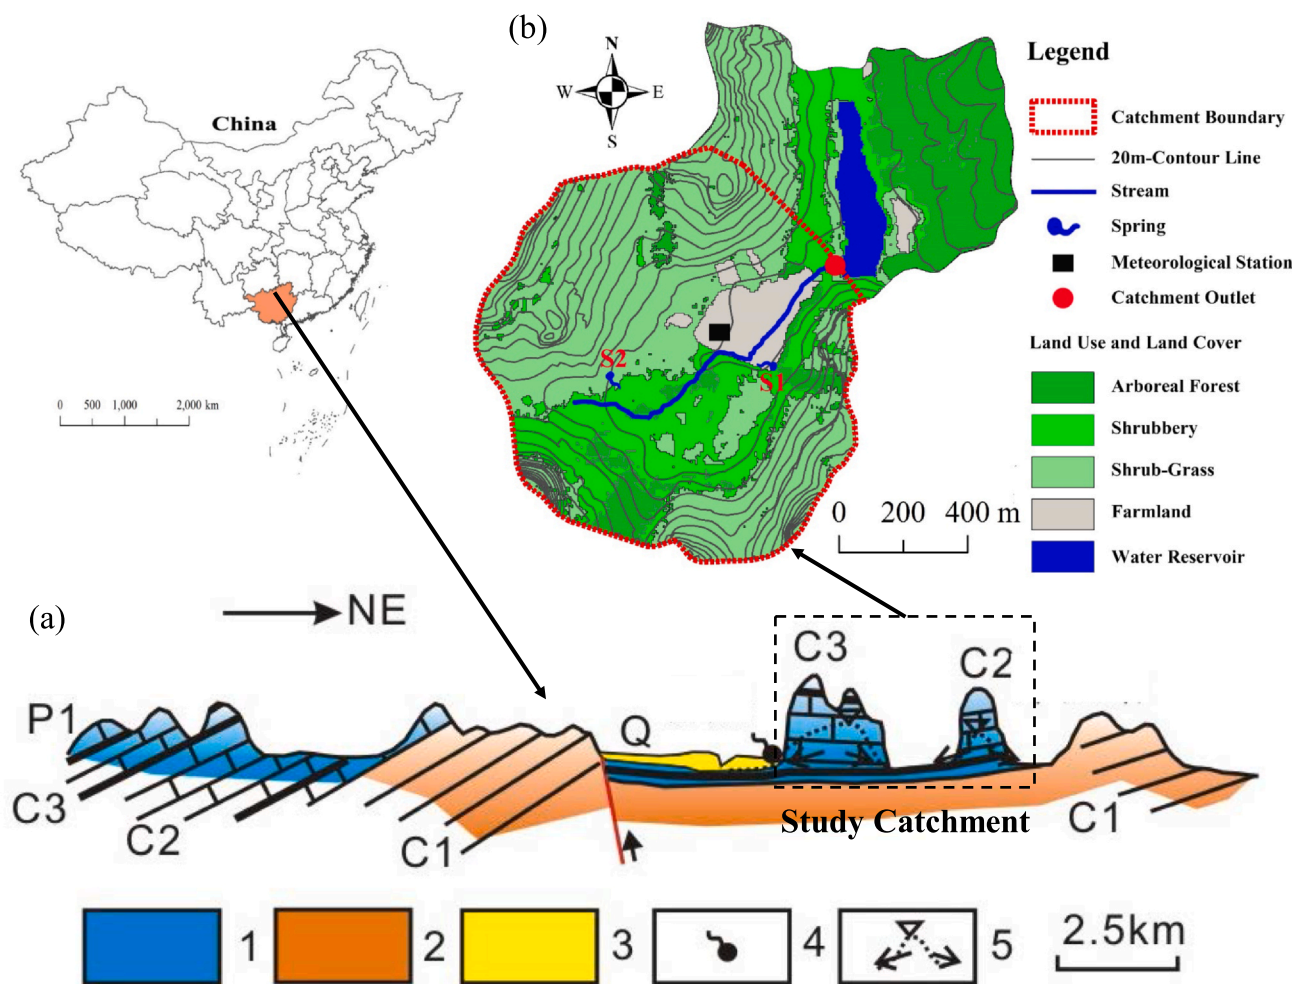 (b)
N
W
E
S
China
0 500 1,000 2,000 km
S2
S1
0 200 400 m
Legend
Catchment Boundary
20m-Contour Line
Stream
Spring
Meteorological Station
Catchment Outlet
Land Use and Land Cover
Arboreal Forest
Shrubbery
Shrub-Grass
Farmland
Water Reservoir
(a)
NE
P1
C3
C2
C1
Q
C3
C2
C1
Study Catchment
1
2
3
4
5
2.5km